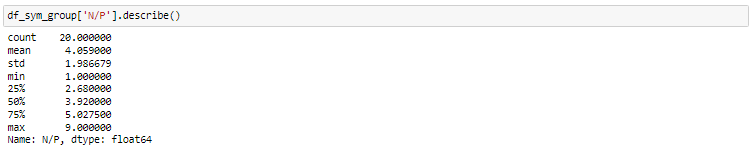 df_sym_group['N/P'].describe()
count    20.000000
mean      4.059000
std       1.986679
min       1.000000
25%       2.680000
50%       3.920000
75%       5.027500
max       9.000000
Name: N/P, dtype: float64